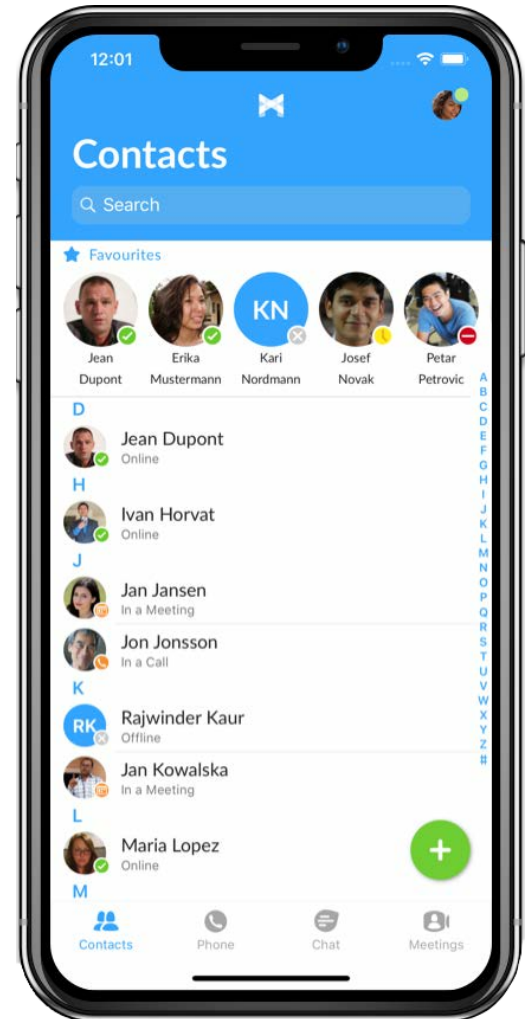 12:01
Contacts
Search
Favourites
KN
Jean Dupont
Erika Mustermann
Kari Nordmann
Josef Novak
Petar Petrovic
D
Jean Dupont
Online
H
Ivan Horvat
Online
J
Jan Jansen
In a Meeting
Jon Jonsson
In a Call
K
RK
Rajwinder Kaur
Offline
Jan Kowalska
In a Meeting
L
Maria Lopez
Online
M
A
B
C
D
E
F
G
H
I
J
K
L
M
N
O
P
Q
R
S
T
U
V
W
X
Y
Z
#
Contacts
Phone
Chat
Meetings